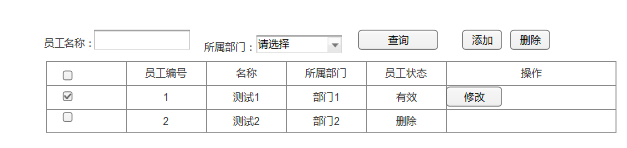 员工名称： 所属部门： 请选择 查询 添加 删除
员工编号 名称 所属部门 员工状态 操作
1 测试1 部门1 有效 修改
2 测试2 部门2 删除